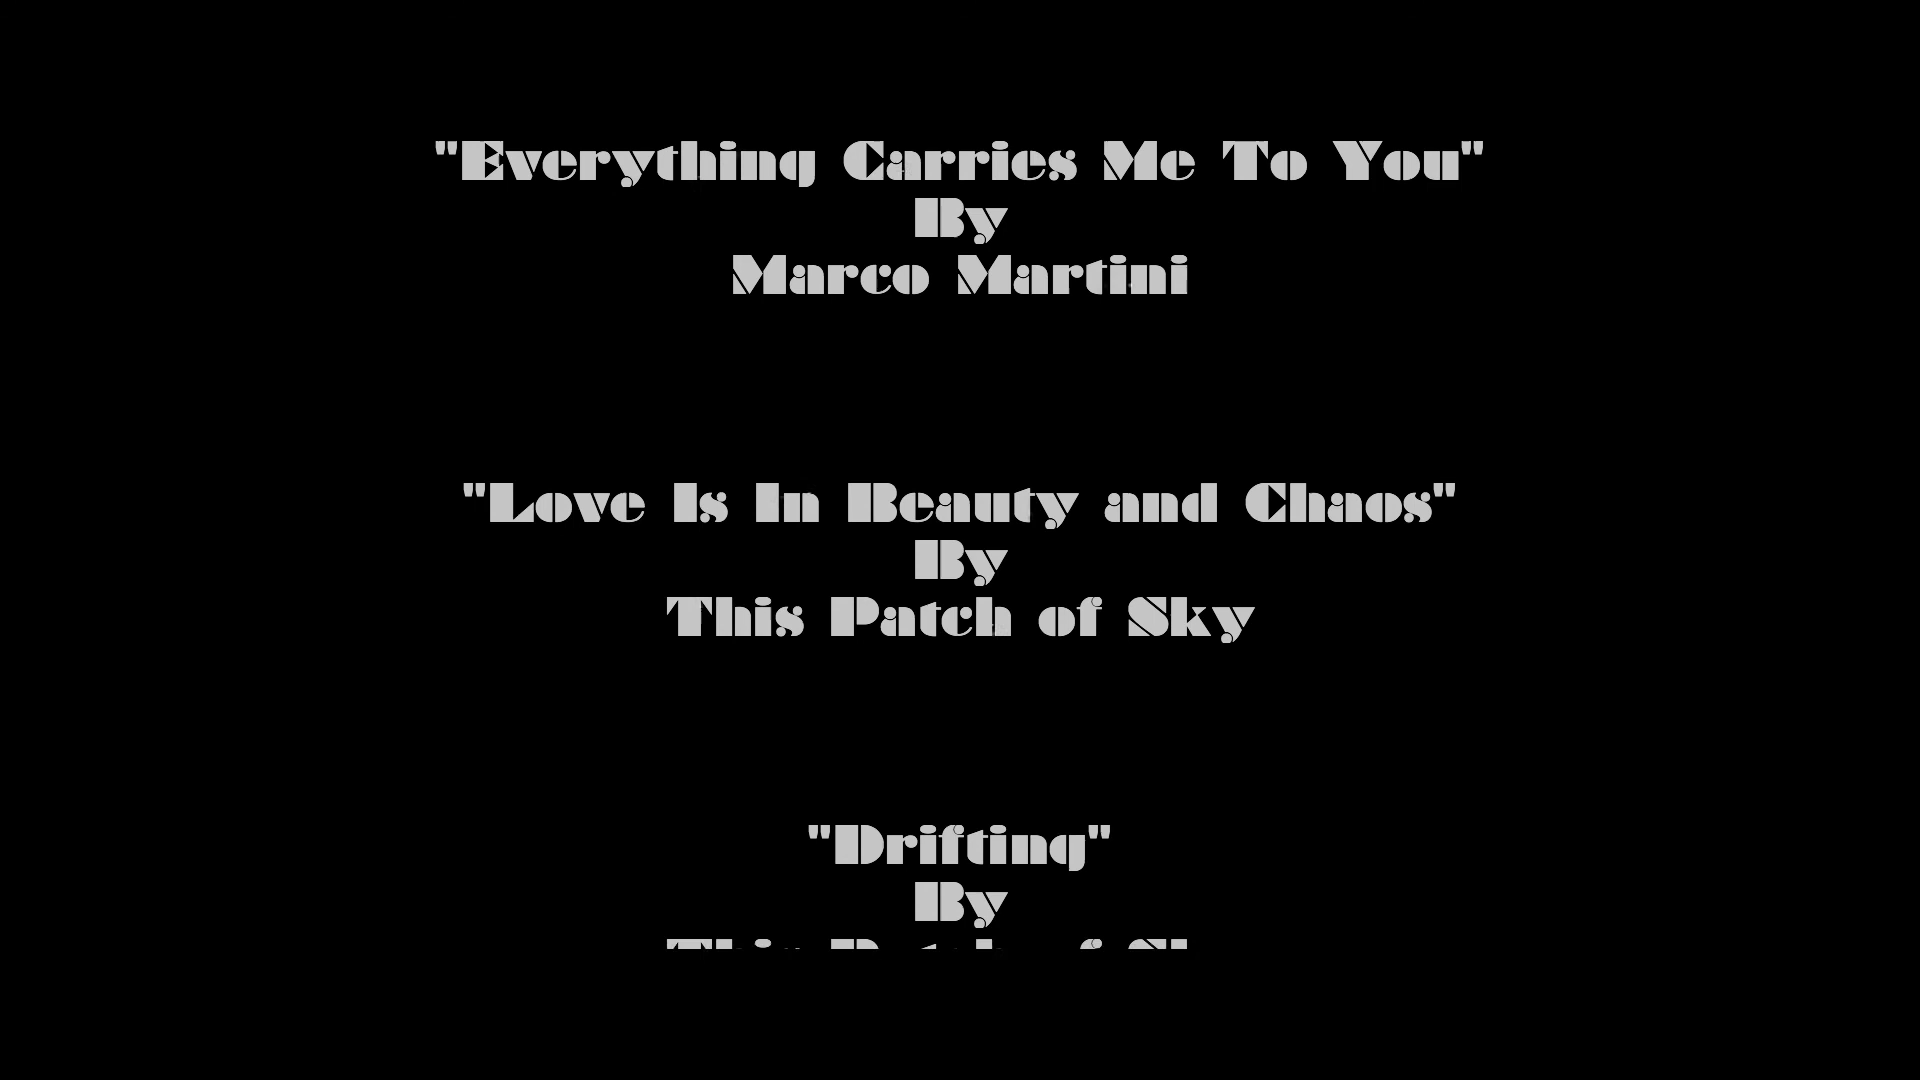 "Everything Carries Me To You"
By
Marco Martini
"Love Is In Beauty and Chaos"
By
This Patch of Sky
"Drifting"
By